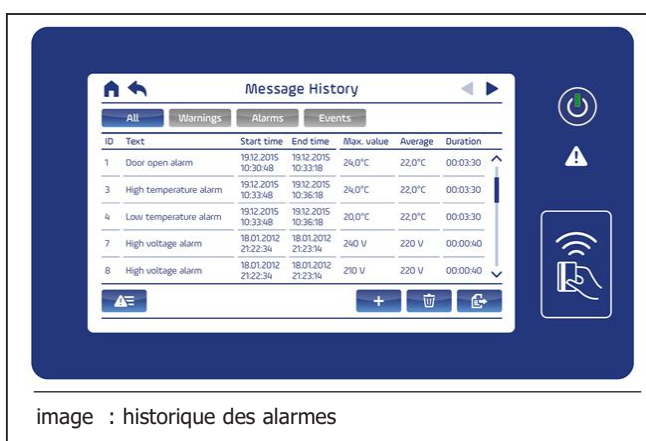 Message History
All Warnings Alarms Events
ID Text Start time End time Max. value Average Duration
1 Door open alarm 19.12.2015 10:30:48 19.12.2015 10:33:18 24,0°C 22,0°C 00:03:30
3 High temperature alarm 19.12.2015 10:33:48 19.12.2015 10:36:18 24,0°C 22,0°C 00:03:30
4 Low temperature alarm 19.12.2015 10:33:48 19.12.2015 10:36:18 20,0°C 22,0°C 00:03:30
7 High voltage alarm 18.01.2012 21:22:34 18.01.2012 21:23:14 240 V 220 V 00:00:40
8 High voltage alarm 18.01.2012 21:22:34 18.01.2012 21:23:14 210 V 220 V 00:00:40
image : historique des alarmes